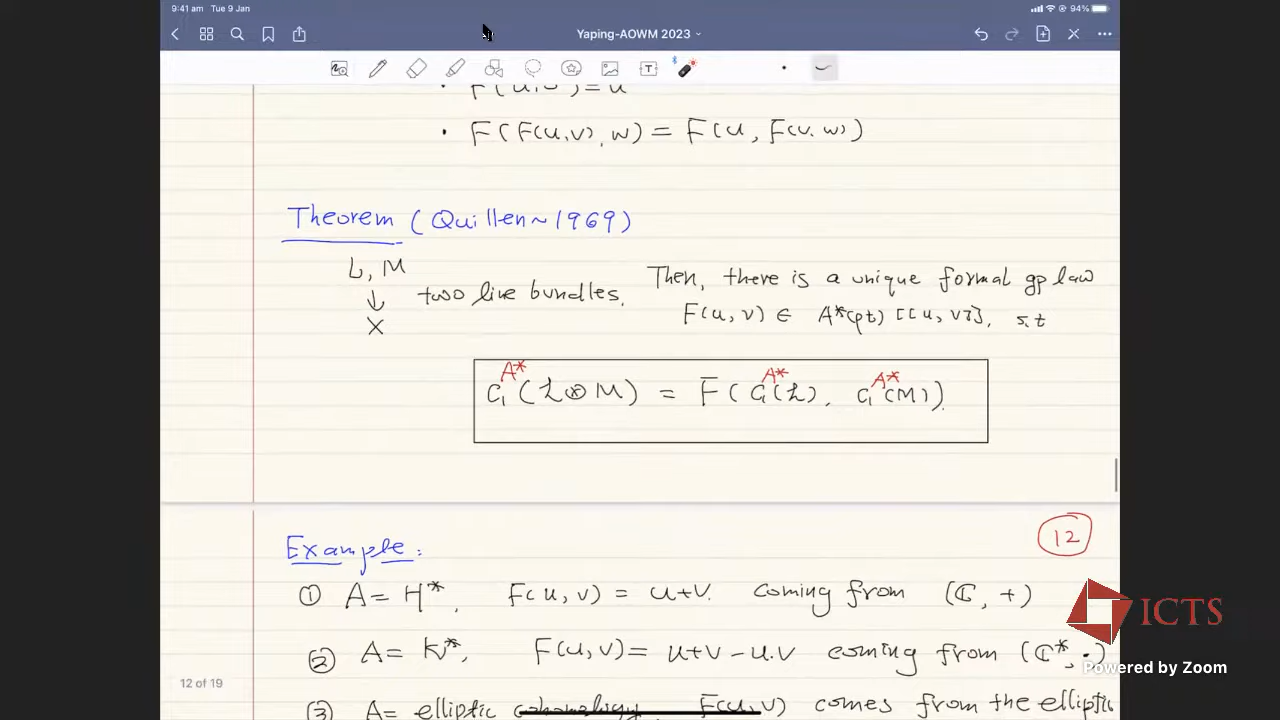 9:41 am Tue 9 Jan
94%
Yaping-AOWM 2023
· F(F(u,v), w) = F(u, F(v.w))
Theorem (Quillen ~ 1969)
L, M
↓
X
two line bundles. Then, there is a unique formal gp law
F(u, v) ∈ A*(pt) [[u, v]], s.t
c₁^A* (L⊗M) = F( c₁^A*(L), c₁^A*(M)).
12
Example:
① A = H*, F(u, v) = u+v. coming from (ℂ, +)
② A = K*, F(u, v) = u+v - u.v coming from (ℂ*, ·)
③ A = elliptic cohomology F(u,v) comes from the elliptic
12 of 19
ICTS
Powered by Zoom